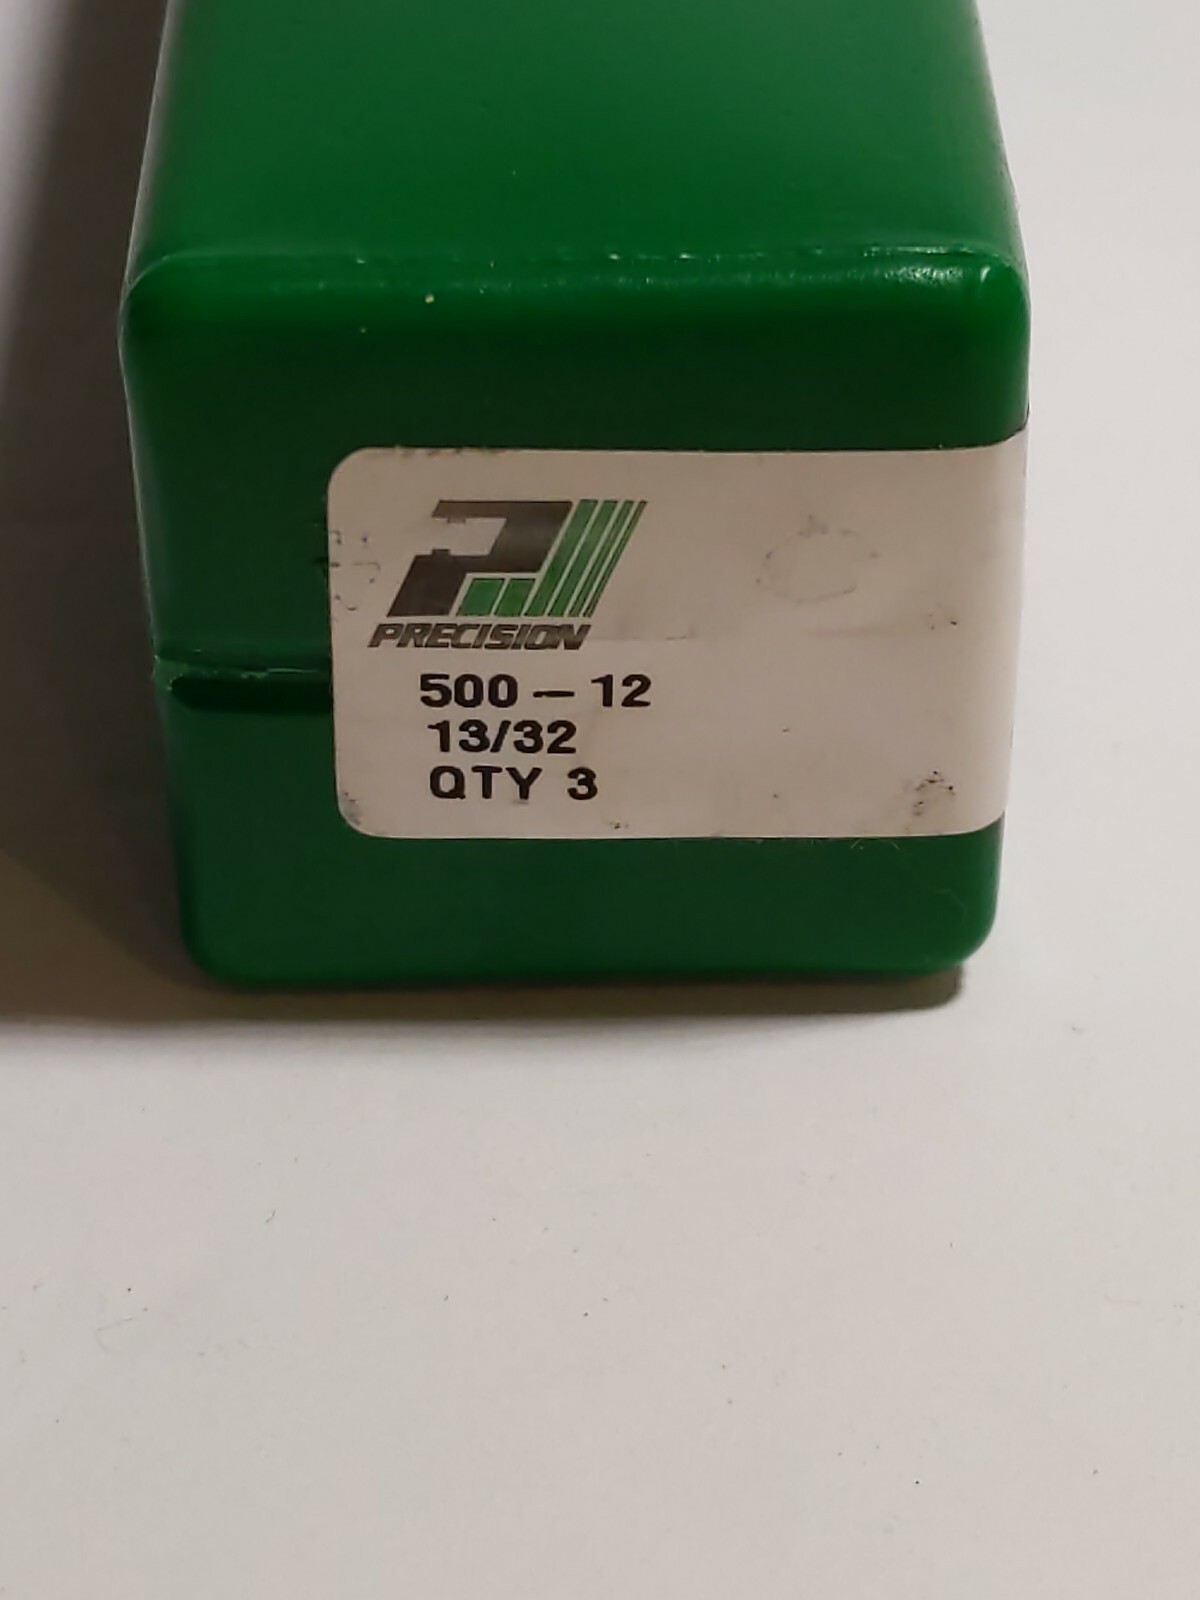 PRECISION
500 – 12
13/32
QTY 3